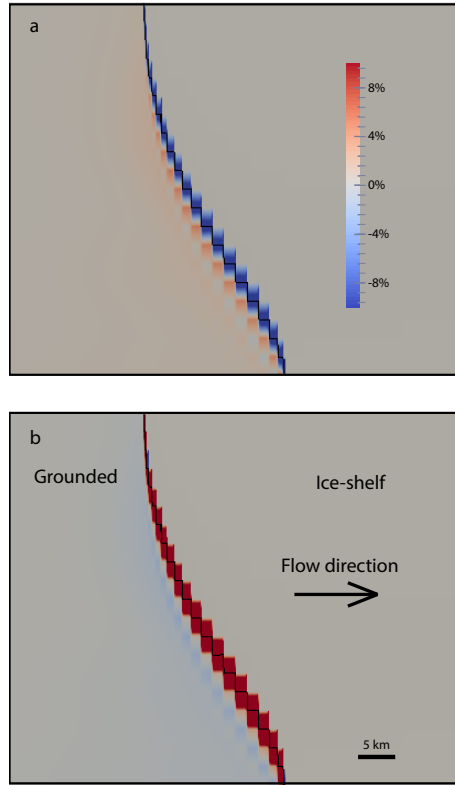 a
8%
4%
0%
-4%
-8%
b
Grounded
Ice-shelf
Flow direction
5 km